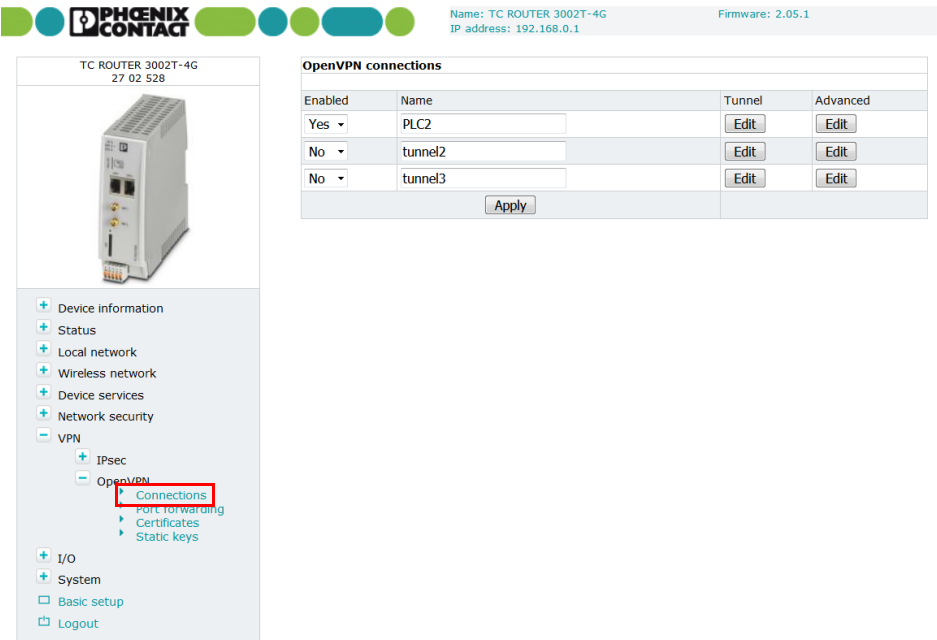 PHŒNIX
CONTACT
Name: TC ROUTER 3002T-4G Firmware: 2.05.1
IP address: 192.168.0.1
TC ROUTER 3002T-4G
27 02 528
OpenVPN connections
Enabled Name Tunnel Advanced
Yes PLC2 Edit Edit
No tunnel2 Edit Edit
No tunnel3 Edit Edit
Apply
Device information
Status
Local network
Wireless network
Device services
Network security
VPN
IPsec
OpenVPN
Connections
Port forwarding
Certificates
Static keys
I/O
System
Basic setup
Logout